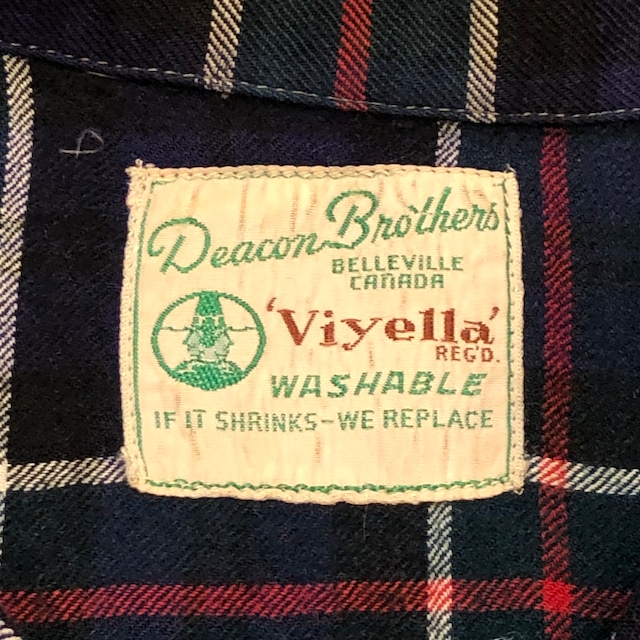 Deacon Brothers
BELLEVILLE
CANADA
'Viyella'
REG'D.
WASHABLE
IF IT SHRINKS-WE REPLACE